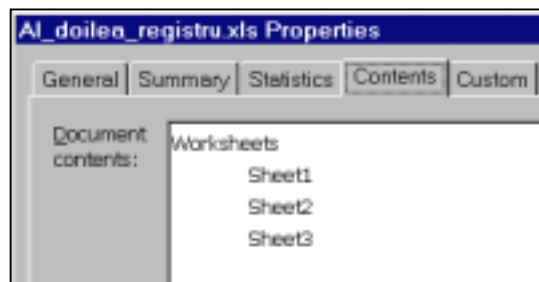 Al_doilea_registru.xls Properties
General Summary Statistics Contents Custom
Document contents:
Worksheets
Sheet1
Sheet2
Sheet3